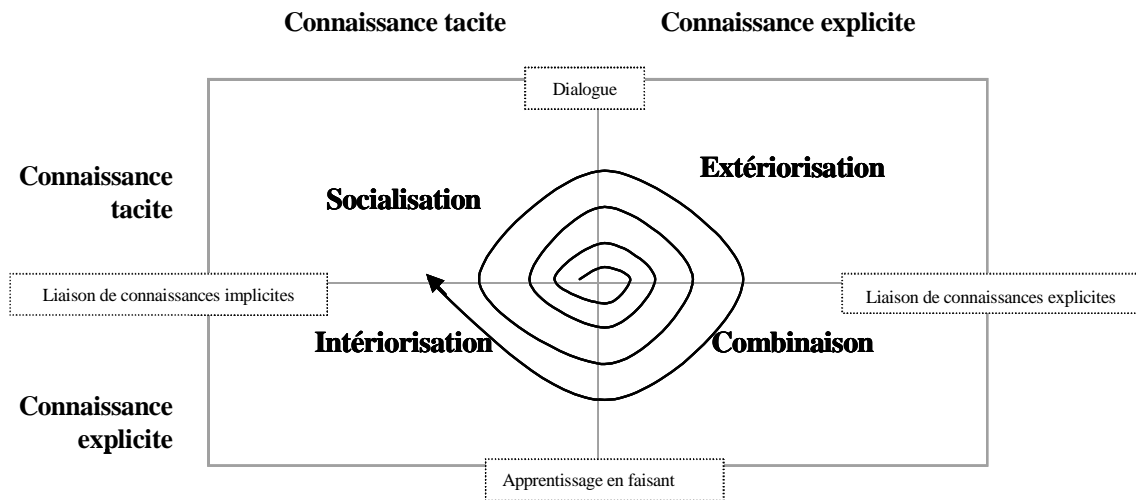 Connaissance tacite
Connaissance explicite
Dialogue
Connaissance
tacite
Extériorisation
Socialisation
Liaison de connaissances implicites
Liaison de connaissances explicites
Intériorisation
Combinaison
Connaissance
explicite
Apprentissage en faisant